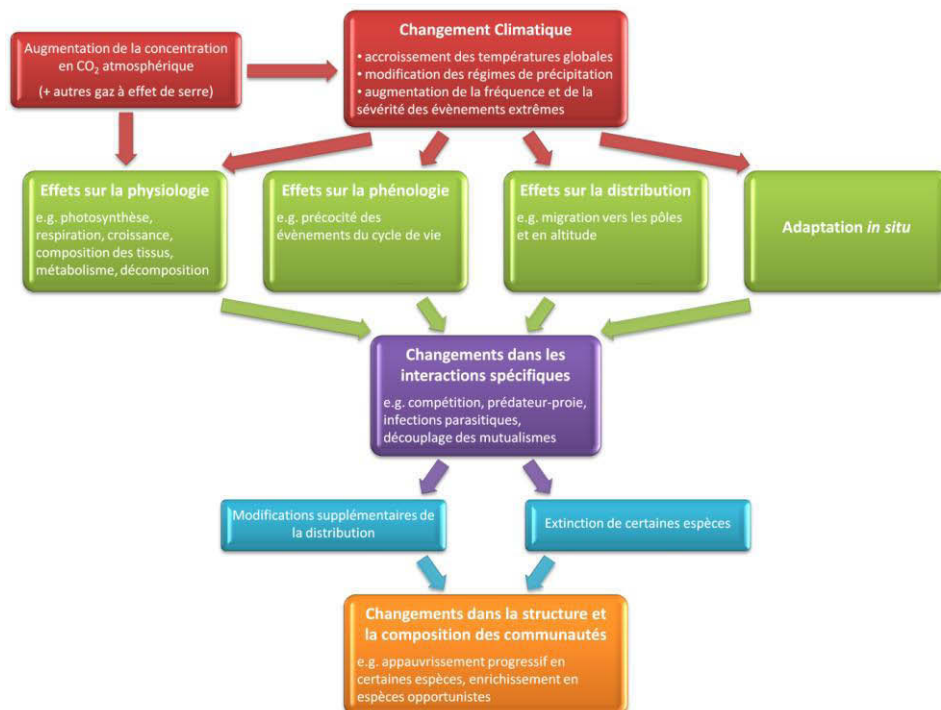 Augmentation de la concentration
en CO₂ atmosphérique
(+ autres gaz à effet de serre)
Changement Climatique
• accroissement des températures globales
• modification des régimes de précipitation
• augmentation de la fréquence et de la
sévérité des évènements extrêmes
Effets sur la physiologie
e.g. photosynthèse,
respiration, croissance,
composition des tissus,
métabolisme, décomposition
Effets sur la phénologie
e.g. précocité des
évènements du cycle de vie
Effets sur la distribution
e.g. migration vers les pôles
et en altitude
Adaptation in situ
Changements dans les
interactions spécifiques
e.g. compétition, prédateur-proie,
infections parasitiques,
découplage des mutualismes
Modifications supplémentaires de
la distribution
Extinction de certaines espèces
Changements dans la structure et
la composition des communautés
e.g. appauvrissement progressif en
certaines espèces, enrichissement en
espèces opportunistes